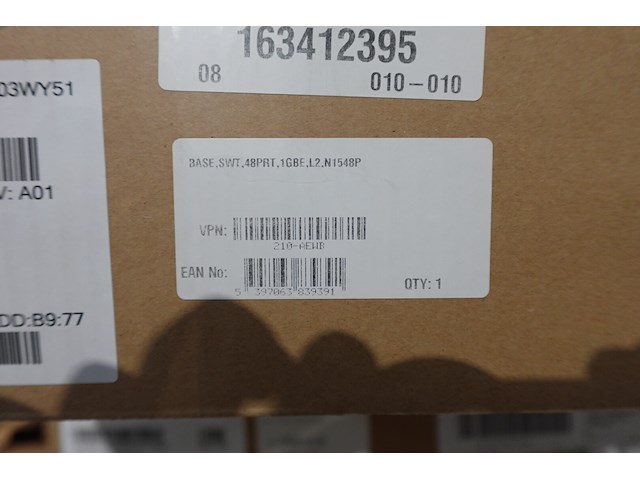 163412395
08 010-010
03WY51
V: A01
DD:B9:77
BASE,SWT,48PRT,1GBE,L2,N1548P
VPN:
210-AEWB
EAN No:
5 397063 839391
QTY: 1